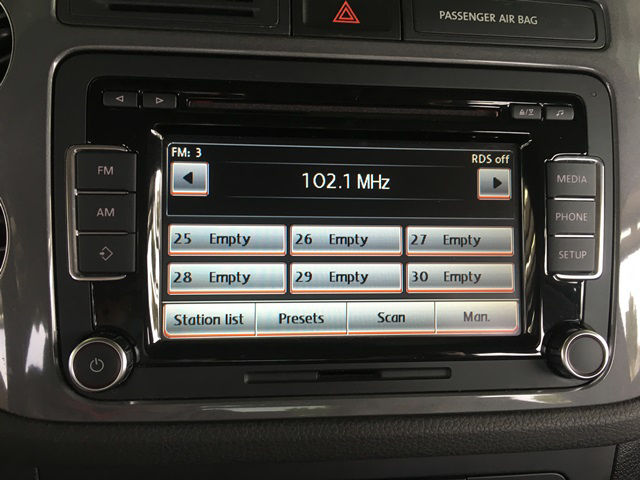 PASSENGER AIR BAG
FM: 3
RDS off
102.1 MHz
FM
AM
MEDIA
PHONE
SETUP
25 Empty
26 Empty
27 Empty
28 Empty
29 Empty
30 Empty
Station list
Presets
Scan
Man.